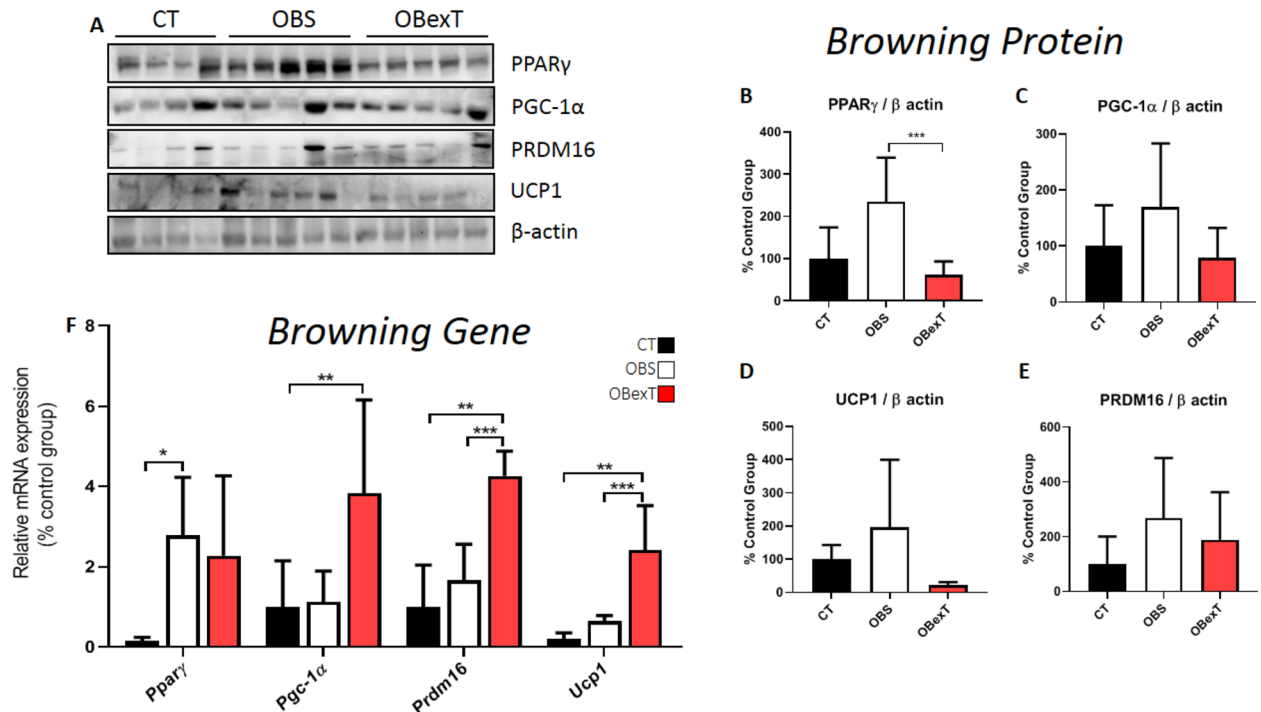 A
CT OBS OBexT
PPARγ
PGC-1α
PRDM16
UCP1
β-actin
Browning Protein
B
PPARγ / β actin
***
% Control Group
400
300
200
100
0
CT OBS OBexT
C
PGC-1α / β actin
% Control Group
300
200
100
0
CT OBS OBexT
D
UCP1 / β actin
% Control Group
500
400
300
200
100
0
CT OBS OBexT
E
PRDM16 / β actin
% Control Group
600
400
200
0
CT OBS OBexT
F
Browning Gene
CT
OBS
OBexT
Relative mRNA expression
(% control group)
8
6
4
2
0
*
**
**
***
**
***
Pparγ Pgc-1α Prdm16 Ucp1